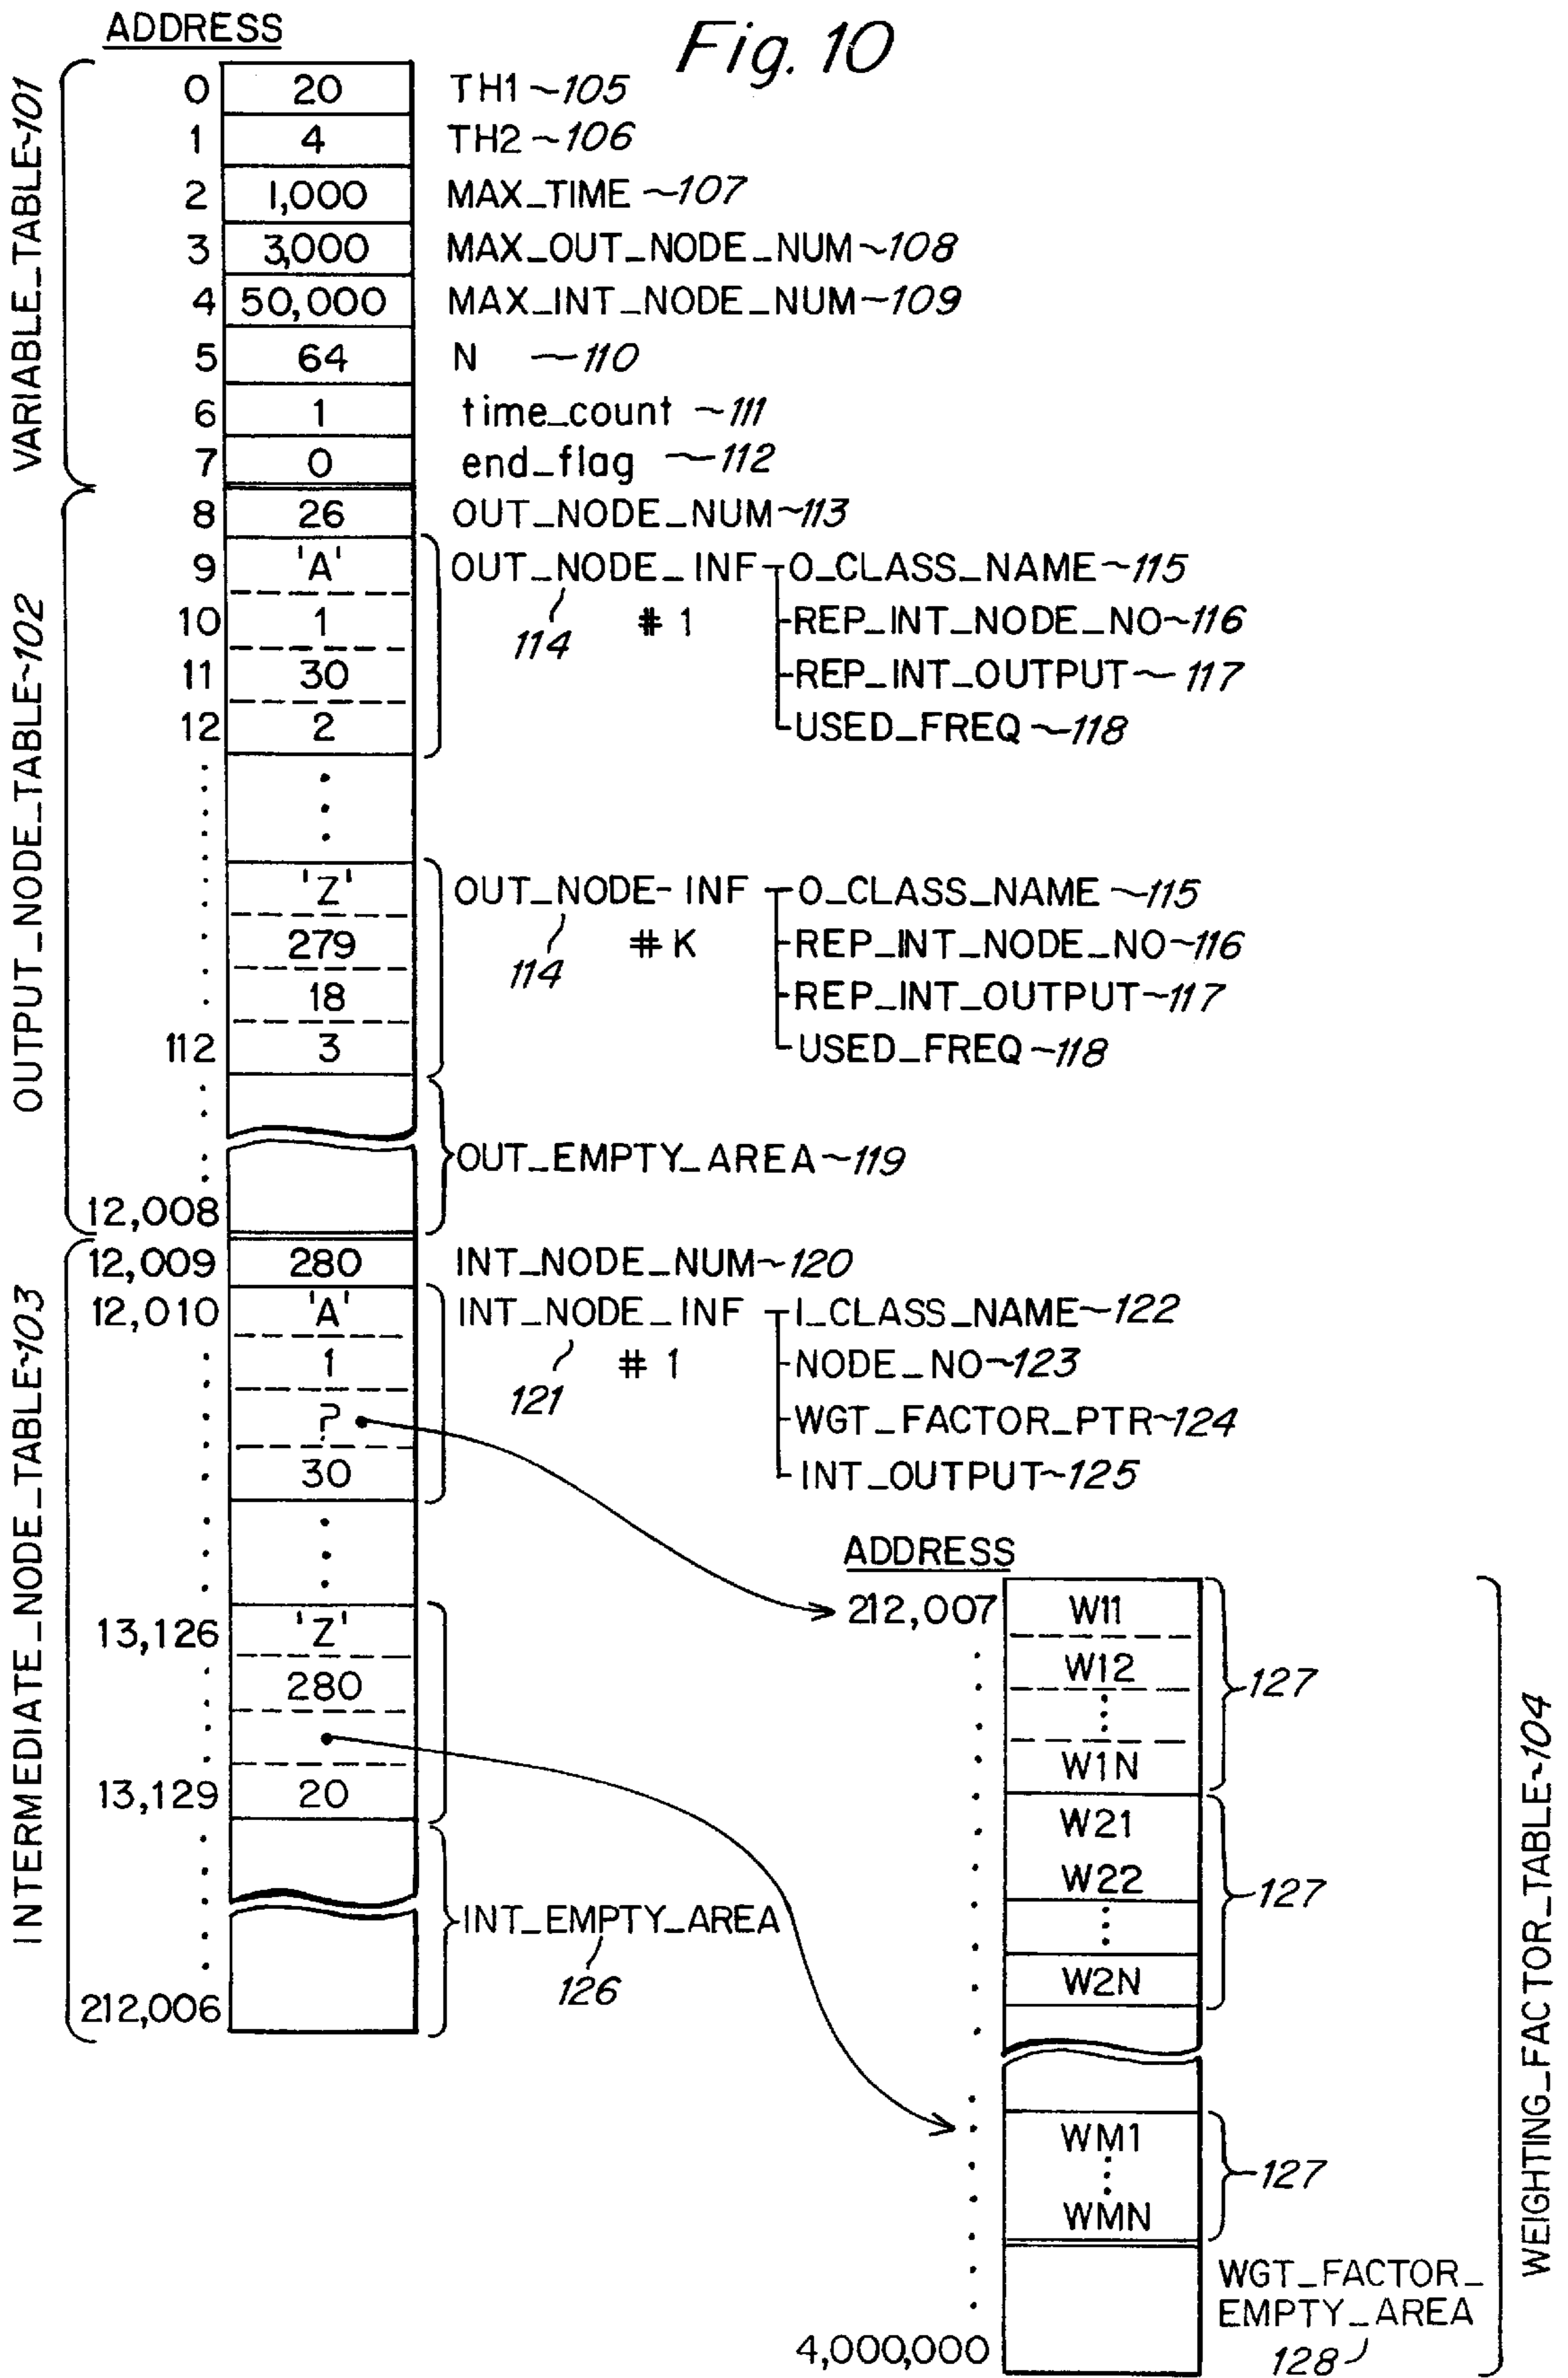 Fig. 10
ADDRESS
VARIABLE_TABLE~101
0 20 TH1~105
1 4 TH2~106
2 1,000 MAX_TIME~107
3 3,000 MAX_OUT_NODE_NUM~108
4 50,000 MAX_INT_NODE_NUM~109
5 64 N ~110
6 1 time_count ~111
7 0 end_flag ~112
OUTPUT_NODE_TABLE~102
8 26 OUT_NODE_NUM~113
9 'A' OUT_NODE_INF O_CLASS_NAME~115
10 1 114 #1 REP_INT_NODE_NO~116
11 30 REP_INT_OUTPUT~117
12 2 USED_FREQ~118
'Z' OUT_NODE-INF O_CLASS_NAME~115
279 114 #K REP_INT_NODE_NO~116
18 REP_INT_OUTPUT~117
112 3 USED_FREQ~118
OUT_EMPTY_AREA~119
12,008
INTERMEDIATE_NODE_TABLE~103
12,009 280 INT_NODE_NUM~120
12,010 'A' INT_NODE_INF I_CLASS_NAME~122
1 121 #1 NODE_NO~123
? WGT_FACTOR_PTR~124
30 INT_OUTPUT~125
13,126 'Z'
280
13,129 20
INT_EMPTY_AREA
126
212,006
ADDRESS
WEIGHTING_FACTOR_TABLE~104
212,007 W11
W12 127
W1N
W21
W22 127
W2N
WM1
127
WMN
WGT_FACTOR_
EMPTY_AREA
4,000,000 128